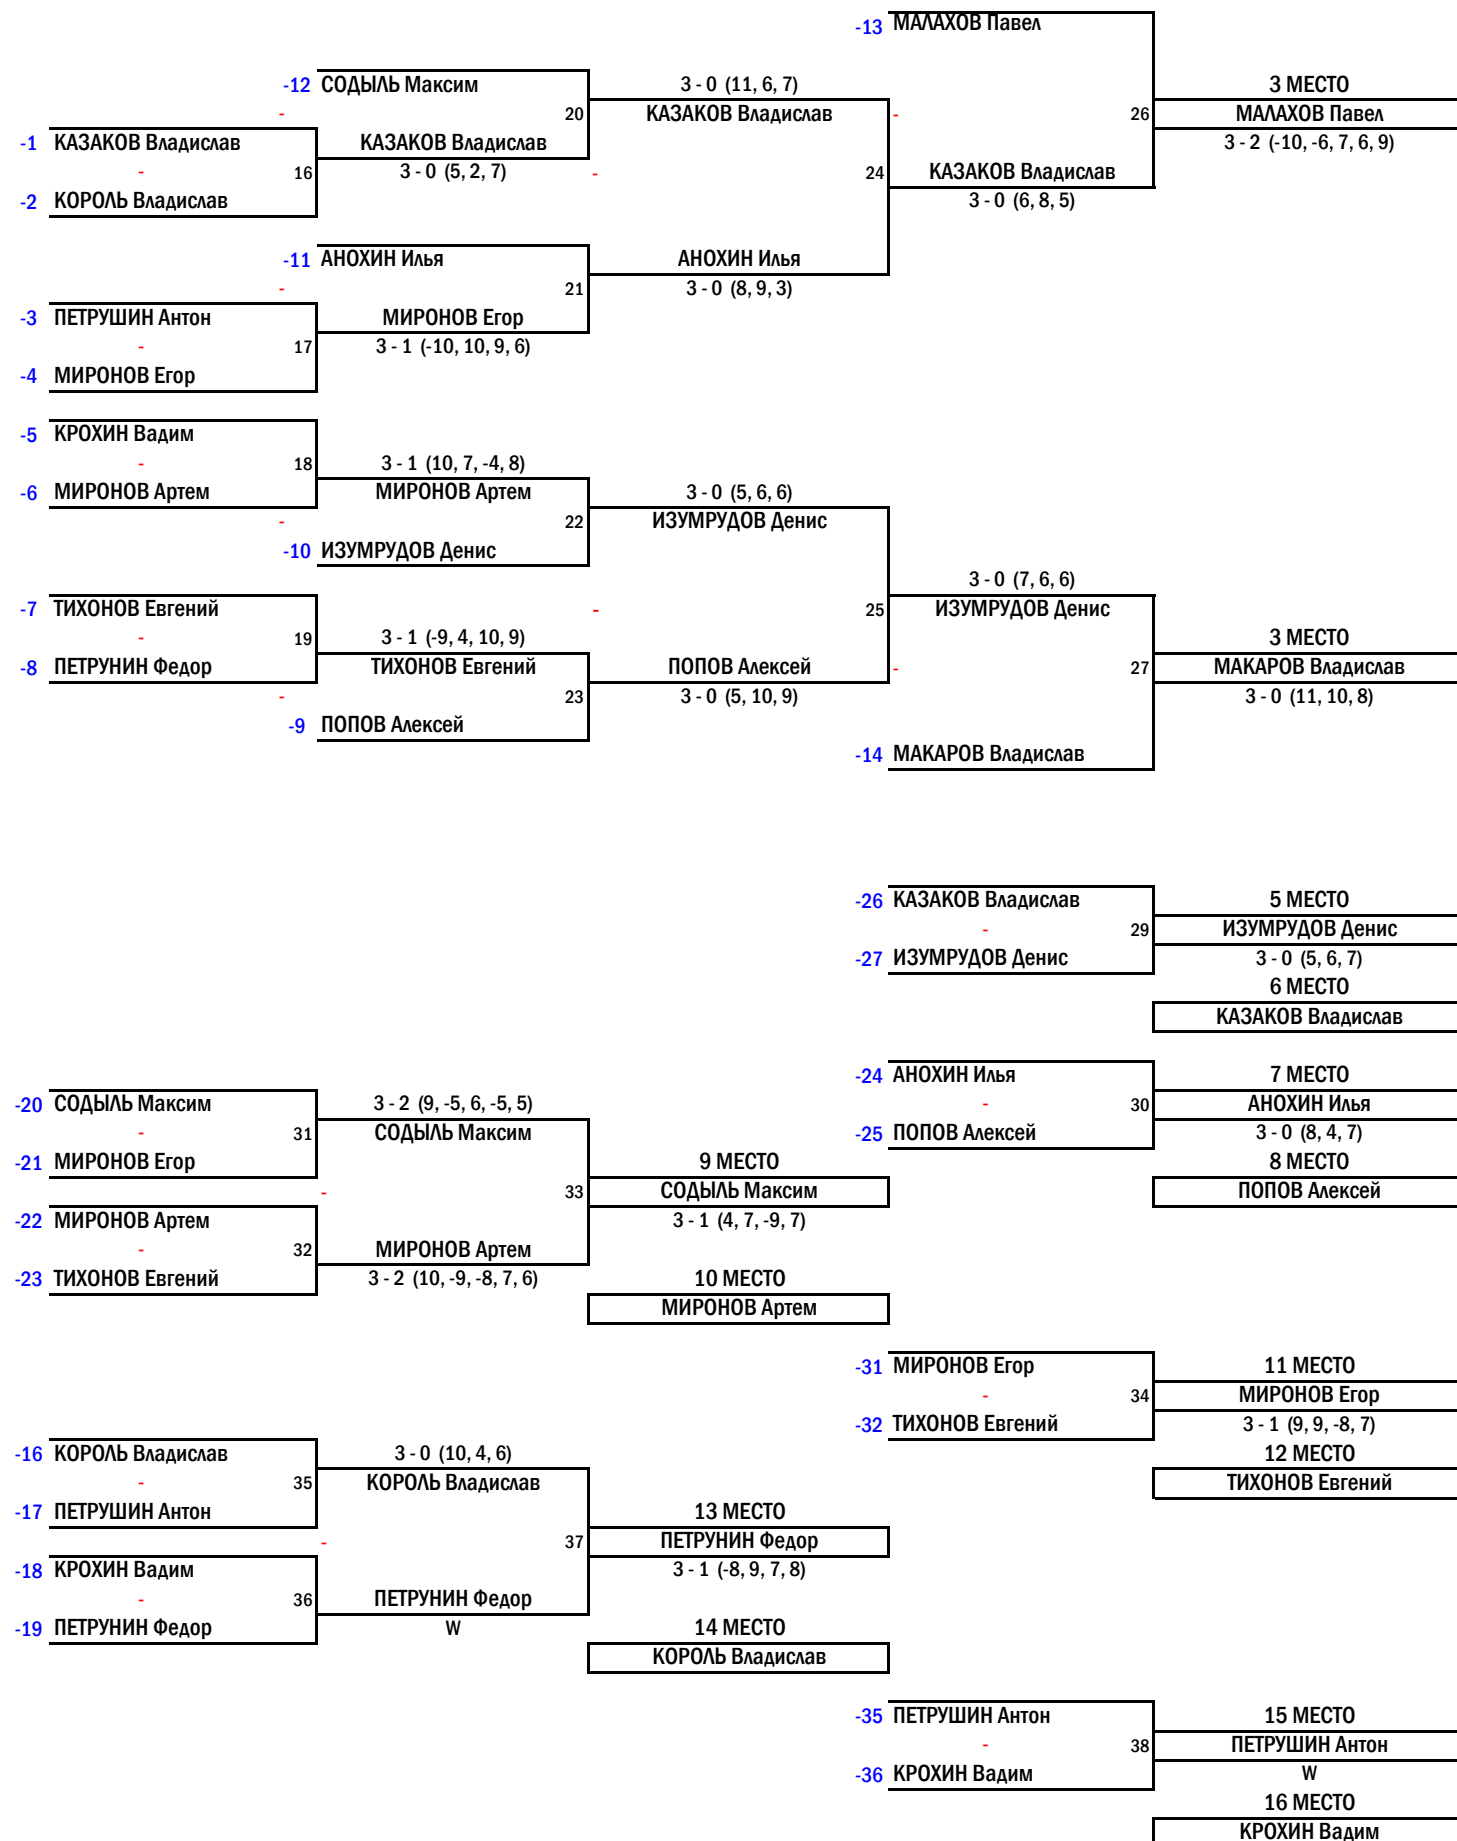 -13 МАЛАХОВ Павел
-12 СОДЫЛЬ Максим
3 - 0 (11, 6, 7)
3 МЕСТО
-
20
КАЗАКОВ Владислав
-
26
МАЛАХОВ Павел
-1 КАЗАКОВ Владислав
КАЗАКОВ Владислав
3 - 2 (-10, -6, 7, 6, 9)
-
16
3 - 0 (5, 2, 7)
-
24
КАЗАКОВ Владислав
-2 КОРОЛЬ Владислав
3 - 0 (6, 8, 5)
-11 АНОХИН Илья
АНОХИН Илья
-
21
3 - 0 (8, 9, 3)
-3 ПЕТРУШИН Антон
МИРОНОВ Егор
-
17
3 - 1 (-10, 10, 9, 6)
-4 МИРОНОВ Егор
-5 КРОХИН Вадим
-
18
3 - 1 (10, 7, -4, 8)
-6 МИРОНОВ Артем
МИРОНОВ Артем
3 - 0 (5, 6, 6)
-
22
ИЗУМРУДОВ Денис
-10 ИЗУМРУДОВ Денис
3 - 0 (7, 6, 6)
-7 ТИХОНОВ Евгений
-
25
ИЗУМРУДОВ Денис
-
19
3 - 1 (-9, 4, 10, 9)
3 МЕСТО
-8 ПЕТРУНИН Федор
ТИХОНОВ Евгений
ПОПОВ Алексей
-
27
МАКАРОВ Владислав
-
23
3 - 0 (5, 10, 9)
3 - 0 (11, 10, 8)
-9 ПОПОВ Алексей
-14 МАКАРОВ Владислав
-26 КАЗАКОВ Владислав
5 МЕСТО
-
29
ИЗУМРУДОВ Денис
-27 ИЗУМРУДОВ Денис
3 - 0 (5, 6, 7)
6 МЕСТО
КАЗАКОВ Владислав
-24 АНОХИН Илья
7 МЕСТО
-20 СОДЫЛЬ Максим
3 - 2 (9, -5, 6, -5, 5)
-
30
АНОХИН Илья
-
31
СОДЫЛЬ Максим
-25 ПОПОВ Алексей
3 - 0 (8, 4, 7)
-21 МИРОНОВ Егор
9 МЕСТО
8 МЕСТО
-
33
СОДЫЛЬ Максим
ПОПОВ Алексей
-22 МИРОНОВ Артем
3 - 1 (4, 7, -9, 7)
-
32
МИРОНОВ Артем
-23 ТИХОНОВ Евгений
3 - 2 (10, -9, -8, 7, 6)
10 МЕСТО
МИРОНОВ Артем
-31 МИРОНОВ Егор
11 МЕСТО
-
34
МИРОНОВ Егор
-32 ТИХОНОВ Евгений
3 - 1 (9, 9, -8, 7)
-16 КОРОЛЬ Владислав
3 - 0 (10, 4, 6)
12 МЕСТО
-
35
КОРОЛЬ Владислав
ТИХОНОВ Евгений
-17 ПЕТРУШИН Антон
13 МЕСТО
-
37
ПЕТРУНИН Федор
-18 КРОХИН Вадим
3 - 1 (-8, 9, 7, 8)
-
36
ПЕТРУНИН Федор
-19 ПЕТРУНИН Федор
W
14 МЕСТО
КОРОЛЬ Владислав
-35 ПЕТРУШИН Антон
15 МЕСТО
-
38
ПЕТРУШИН Антон
-36 КРОХИН Вадим
W
16 МЕСТО
КРОХИН Вадим